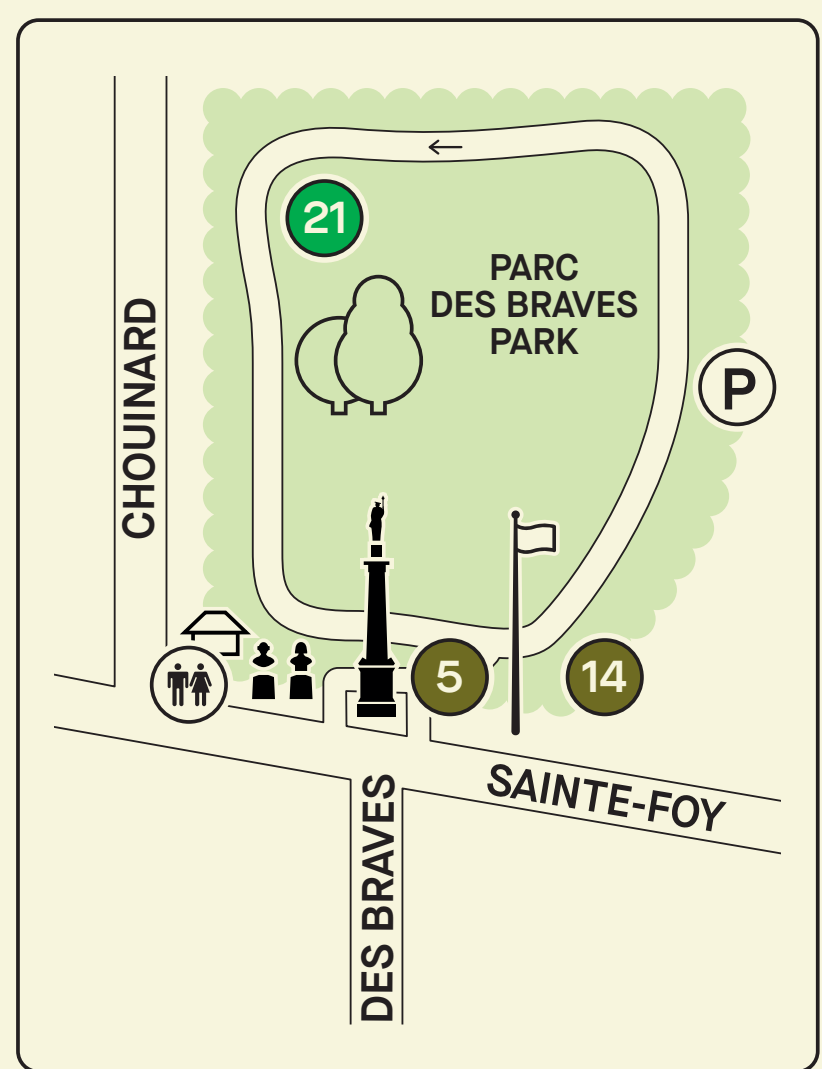 21
PARC
DES BRAVES
PARK
CHOUINARD
P
5
14
SAINTE-FOY
DES BRAVES